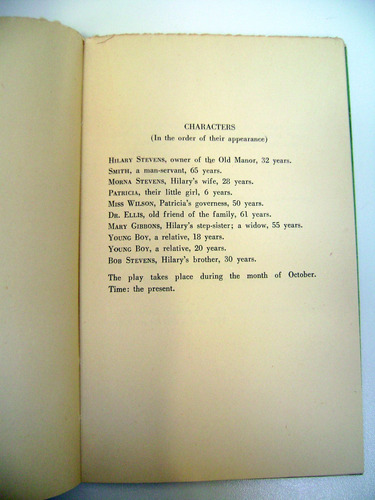 CHARACTERS
(In the order of their appearance)
HILARY STEVENS, owner of the Old Manor, 32 years.
SMITH, a man-servant, 65 years.
MORNA STEVENS, Hilary's wife, 28 years.
PATRICIA, their little girl, 6 years.
MISS WILSON, Patricia's governess, 50 years.
DR. ELLIS, old friend of the family, 61 years.
MARY GIBBONS, Hilary's step-sister; a widow, 55 years.
YOUNG BOY, a relative, 18 years.
YOUNG BOY, a relative, 20 years.
BOB STEVENS, Hilary's brother, 30 years.
The play takes place during the month of October.
Time: the present.